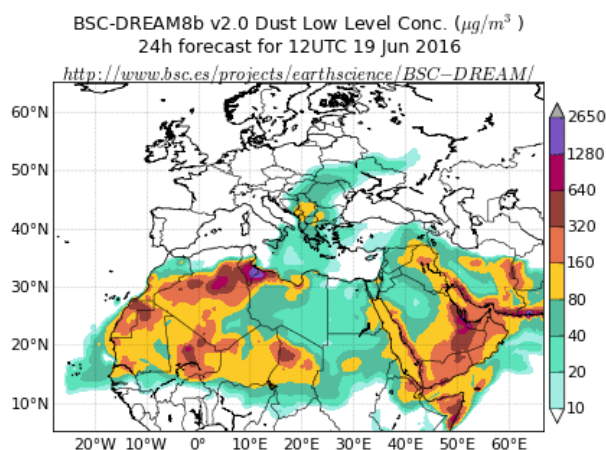 BSC-DREAM8b v2.0 Dust Low Level Conc. (μg/m³ )
24h forecast for 12UTC 19 Jun 2016
http://www.bsc.es/projects/earthscience/BSC−DREAM/
60°N
50°N
40°N
30°N
20°N
10°N
20°W 10°W 0° 10°E 20°E 30°E 40°E 50°E 60°E
2650
1280
640
320
160
80
40
20
10